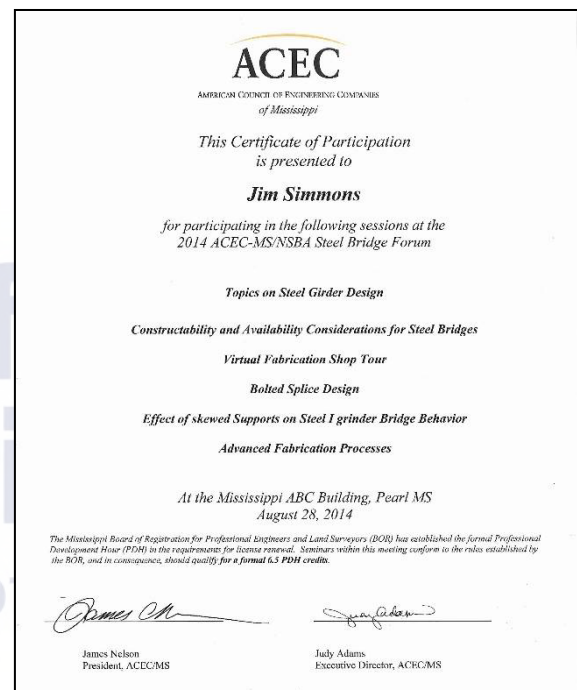 ACEC
AMERICAN COUNCIL OF ENGINEERING COMPANIES
of Mississippi
This Certificate of Participation
is presented to
Jim Simmons
for participating in the following sessions at the
2014 ACEC-MS/NSBA Steel Bridge Forum
Topics on Steel Girder Design
Constructability and Availability Considerations for Steel Bridges
Virtual Fabrication Shop Tour
Bolted Splice Design
Effect of skewed Supports on Steel I grinder Bridge Behavior
Advanced Fabrication Processes
At the Mississippi ABC Building, Pearl MS
August 28, 2014
The Mississippi Board of Registration for Professional Engineers and Land Surveyors (BOR) has established the formal Professional
Development Hour (PDH) in the requirements for license renewal. Seminars within this meeting conform to the rules established by
the BOR, and in consequence, should qualify for a formal 6.5 PDH credits.
James Nelson
President, ACEC/MS
Judy Adams
Executive Director, ACEC/MS